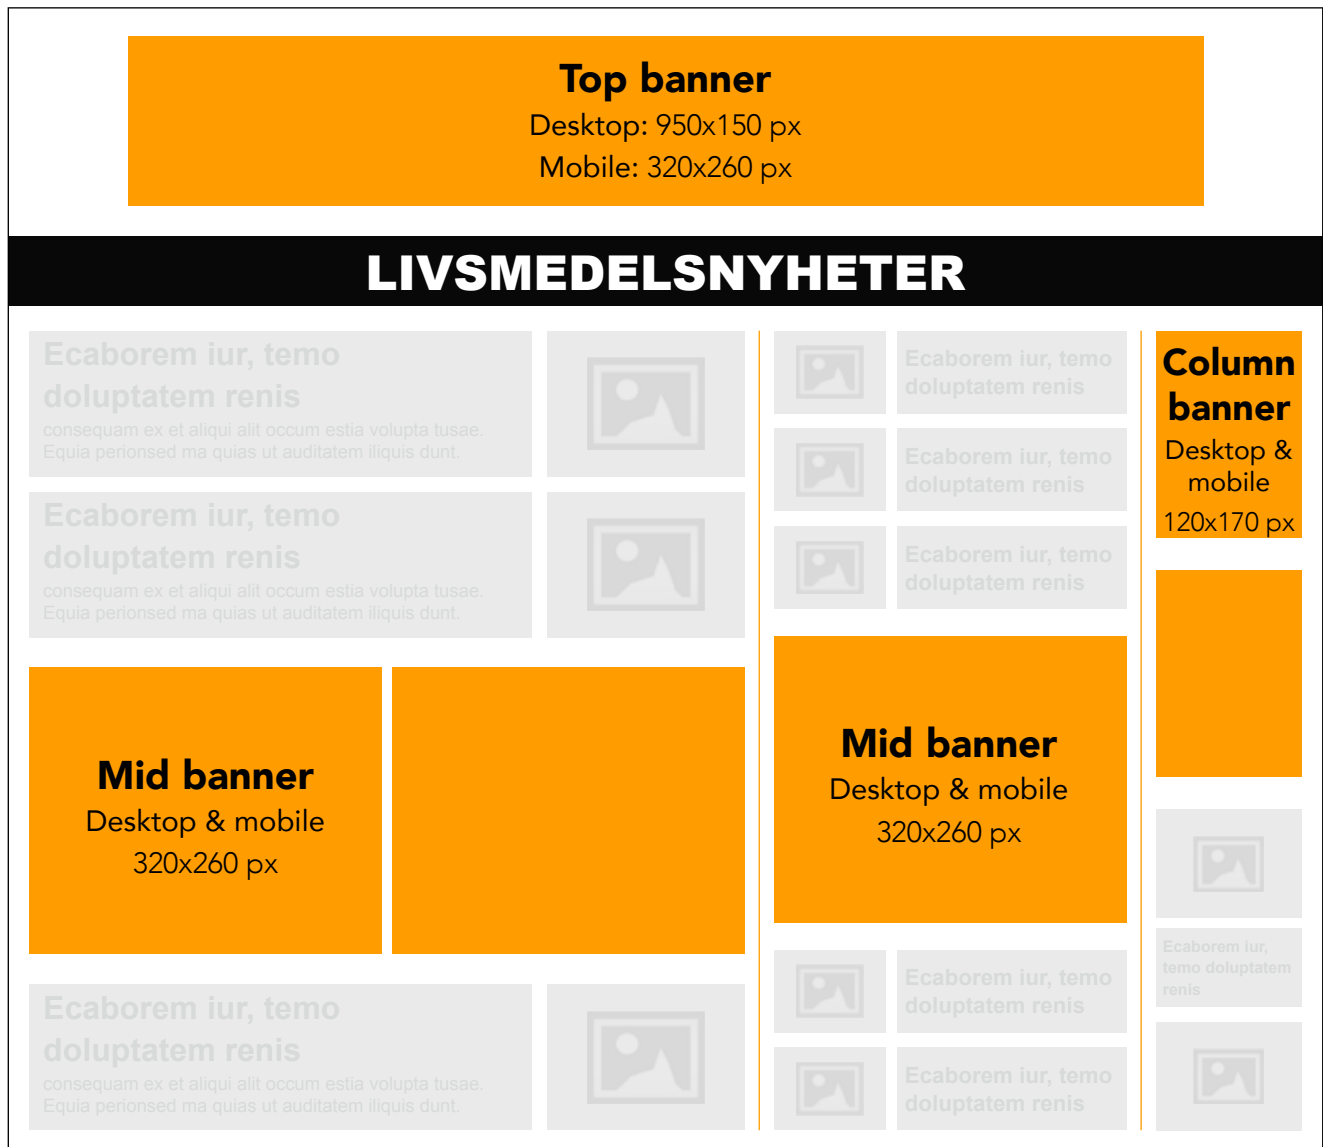 Top banner
Desktop: 950x150 px
Mobile: 320x260 px
LIVSMEDELSNYHETER
Ecaborem iur, temo
doluptatem renis
consequam ex et aliqui alit occum estia volupta tusae.
Equia perionsed ma quias ut auditatem iliquis dunt.
Ecaborem iur, temo
doluptatem renis
consequam ex et aliqui alit occum estia volupta tusae.
Equia perionsed ma quias ut auditatem iliquis dunt.
Mid banner
Desktop & mobile
320x260 px
Ecaborem iur, temo
doluptatem renis
consequam ex et aliqui alit occum estia volupta tusae.
Equia perionsed ma quias ut auditatem iliquis dunt.
Ecaborem iur, temo
doluptatem renis
Ecaborem iur, temo
doluptatem renis
Ecaborem iur, temo
doluptatem renis
Mid banner
Desktop & mobile
320x260 px
Ecaborem iur, temo
doluptatem renis
Ecaborem iur, temo
doluptatem renis
Column
banner
Desktop &
mobile
120x170 px
Ecaborem iur,
temo doluptatem
renis